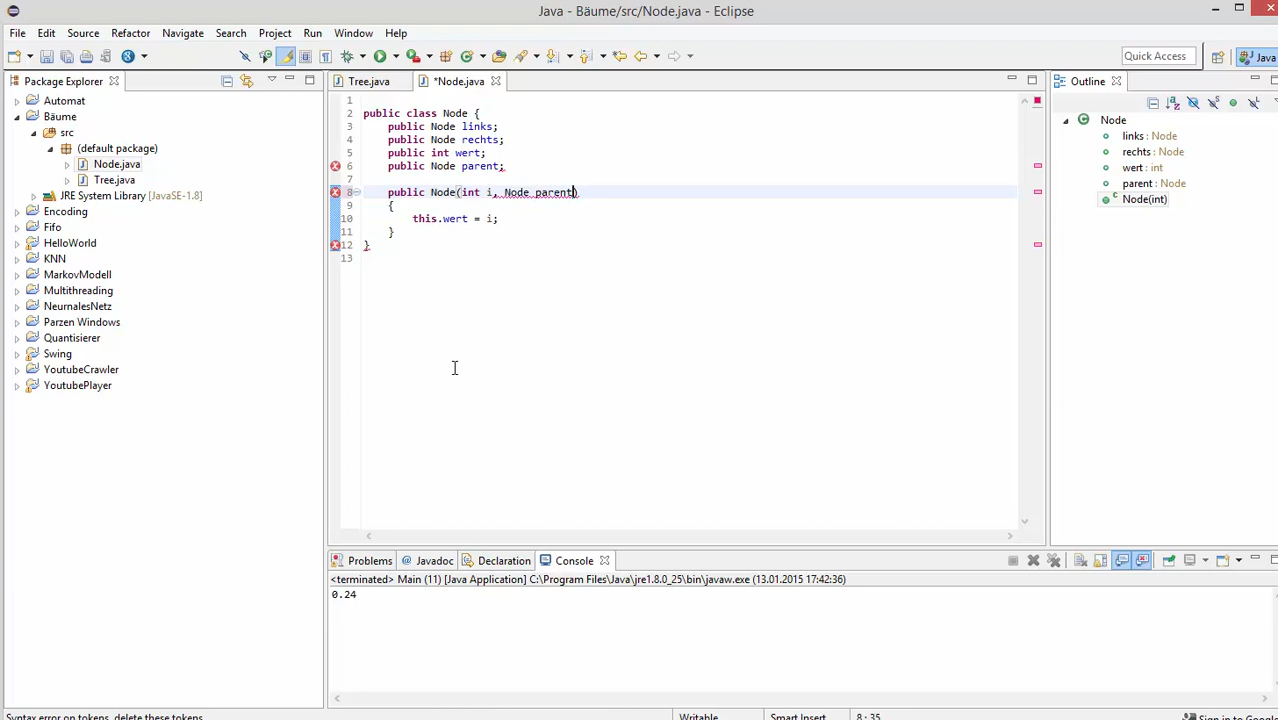 Java - Bäume/src/Node.java - Eclipse
File Edit Source Refactor Navigate Search Project Run Window Help
Quick Access
Java
Package Explorer
Automat
Bäume
src
(default package)
Node.java
Tree.java
JRE System Library [JavaSE-1.8]
Encoding
Fifo
HelloWorld
KNN
MarkovModell
Multithreading
NeurnalesNetz
Parzen Windows
Quantisierer
Swing
YoutubeCrawler
YoutubePlayer
Tree.java *Node.java
1
2 public class Node {
3 public Node links;
4 public Node rechts;
5 public int wert;
6 public Node parent;
7
8 public Node(int i, Node parent)
9 {
10 this.wert = i;
11 }
12 }
13
Outline
Node
links : Node
rechts : Node
wert : int
parent : Node
Node(int)
Problems Javadoc Declaration Console
<terminated> Main (11) [Java Application] C:\Program Files\Java\jre1.8.0_25\bin\javaw.exe (13.01.2015 17:42:36)
0.24
Syntax error on tokens, delete these tokens Writable Smart Insert 8 : 35 Sign in to Google